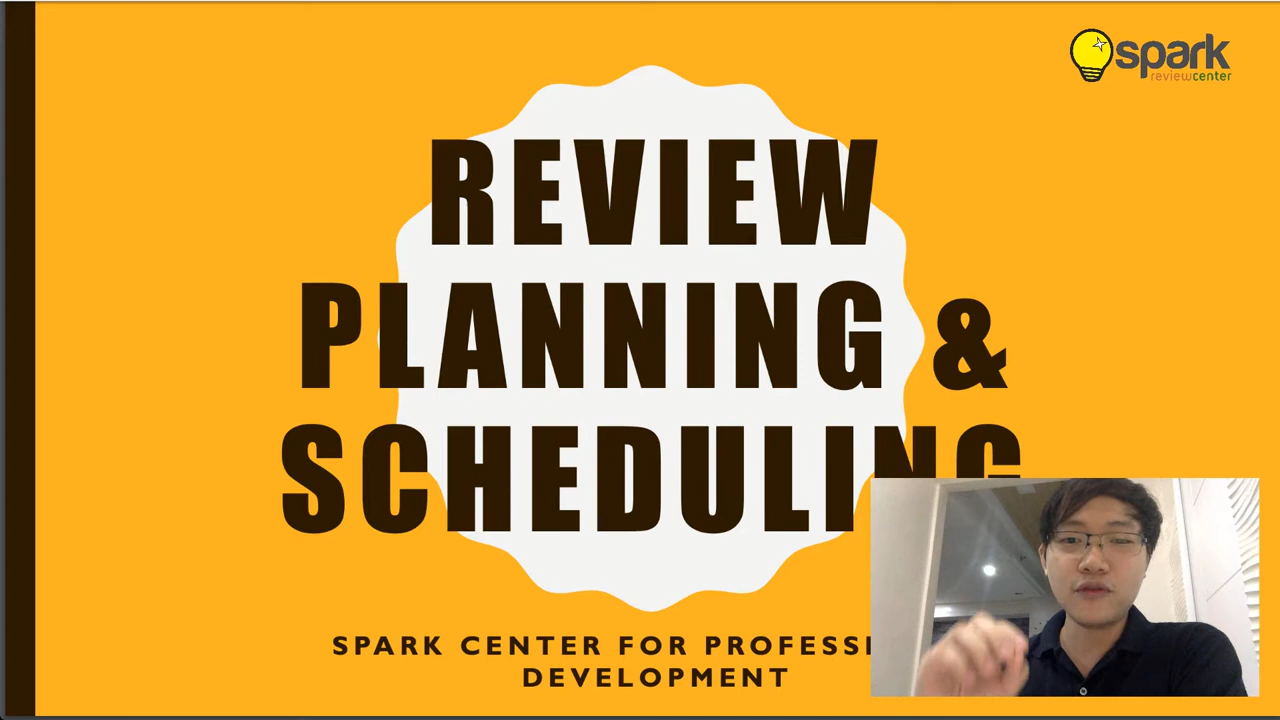 spark
reviewcenter
REVIEW
PLANNING &
SCHEDULING
SPARK CENTER FOR
DEVELOPMENT